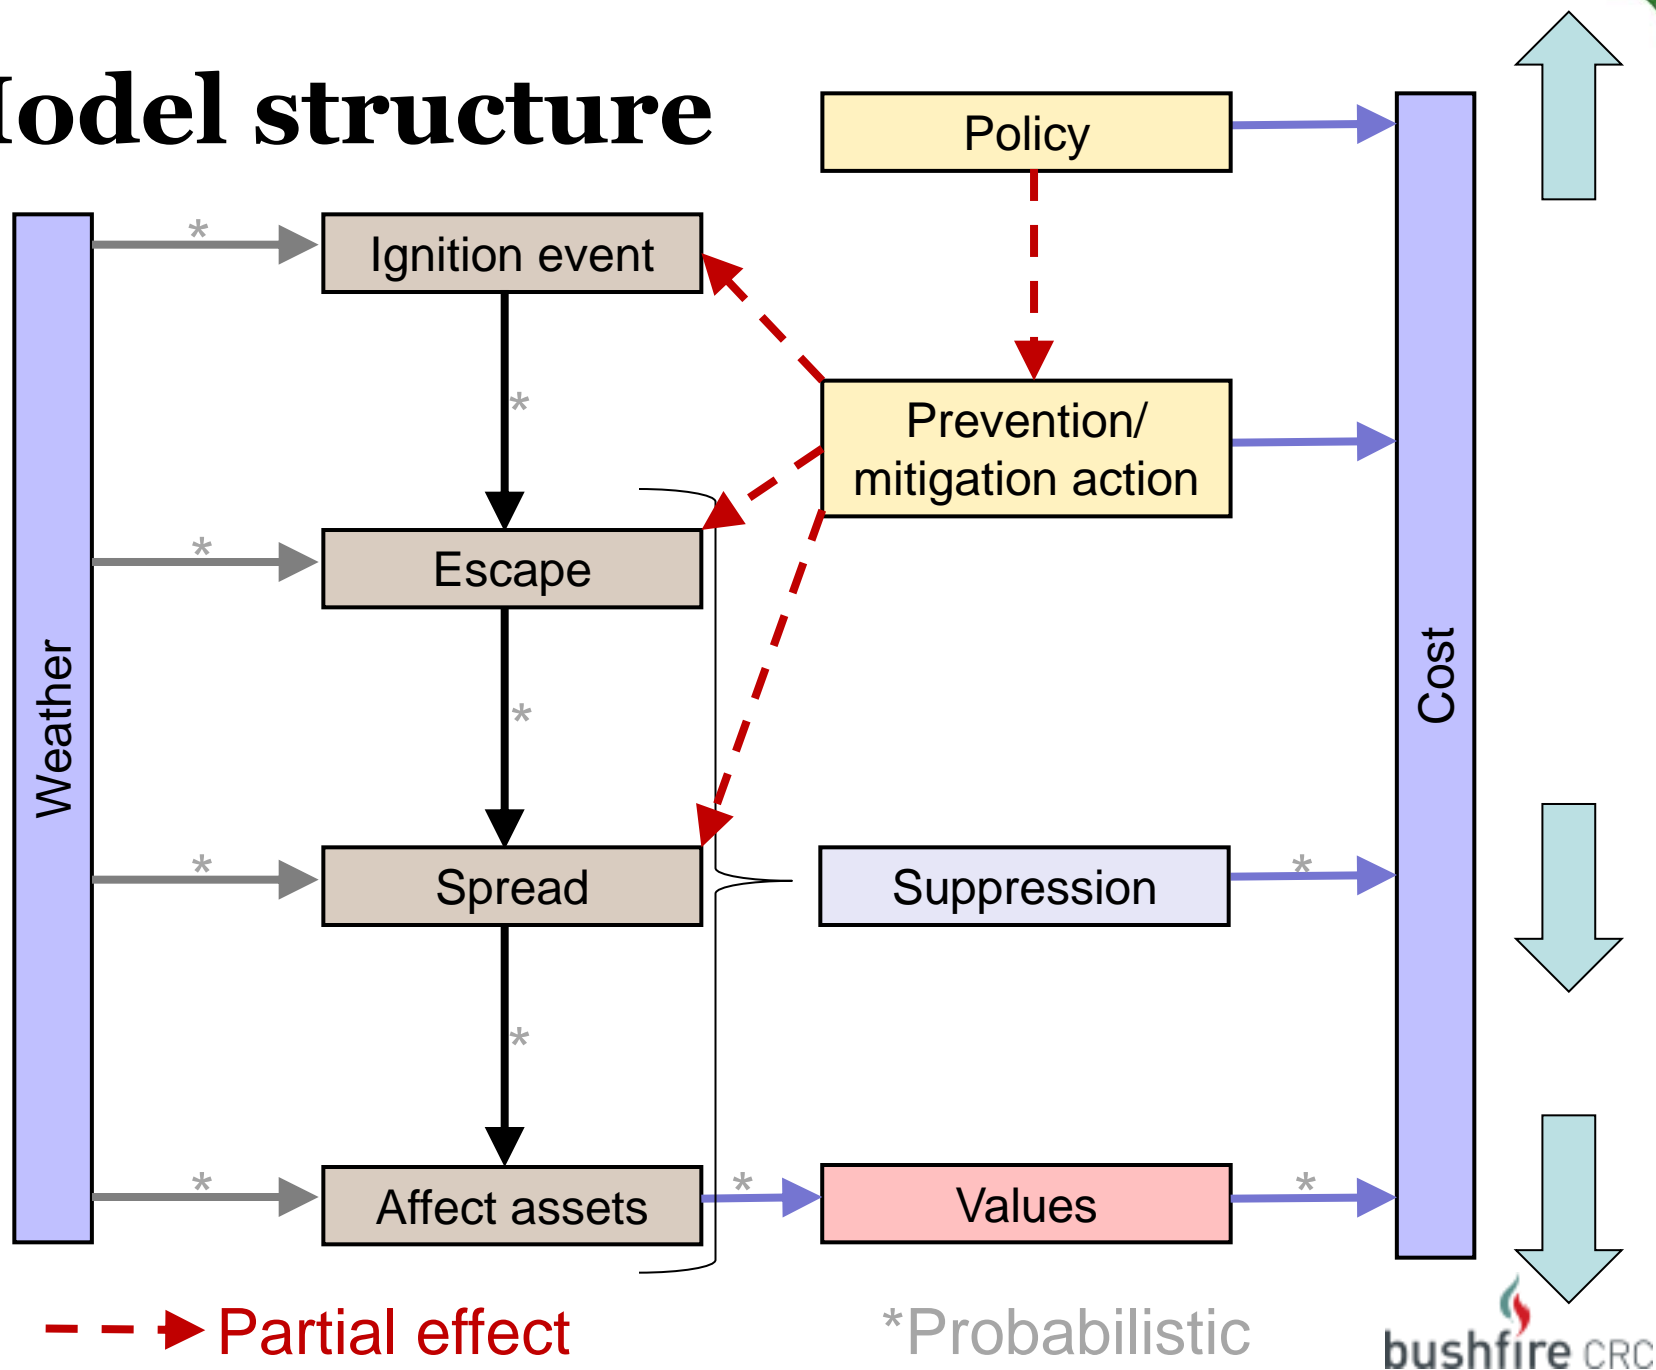 lodel structure
Policy
*
Ignition event
*
Prevention/
mitigation action
*
Escape
Weather
Cost
*
*
Spread
Suppression
*
*
*
Affect assets
*
Values
*
Partial effect
*Probabilistic
bushfire CRC